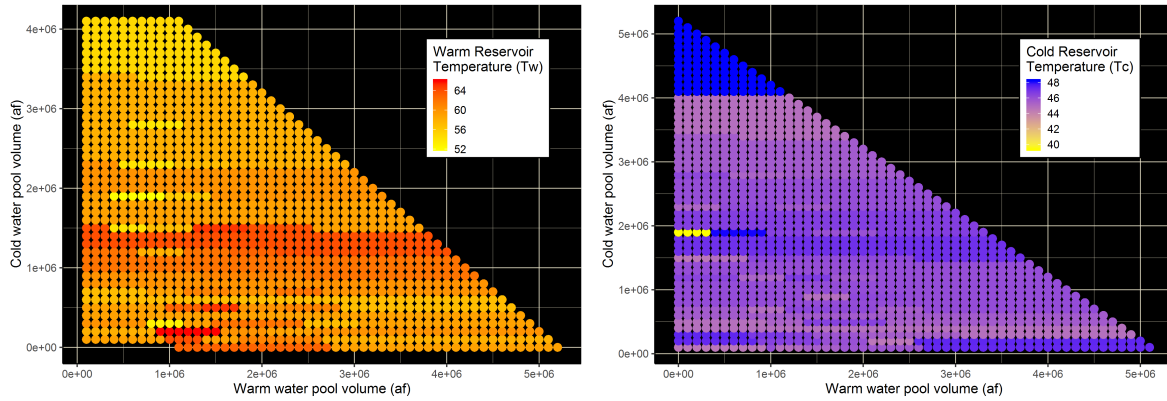 4e+06
3e+06
2e+06
1e+06
0e+00
Cold water pool volume (af)
Warm Reservoir
Temperature (Tw)
64
60
56
52
0e+00 1e+06 2e+06 3e+06 4e+06 5e+06
Warm water pool volume (af)
5e+06
4e+06
3e+06
2e+06
1e+06
0e+00
Cold water pool volume (af)
Cold Reservoir
Temperature (Tc)
48
46
44
42
40
0e+00 1e+06 2e+06 3e+06 4e+06 5e+06
Warm water pool volume (af)